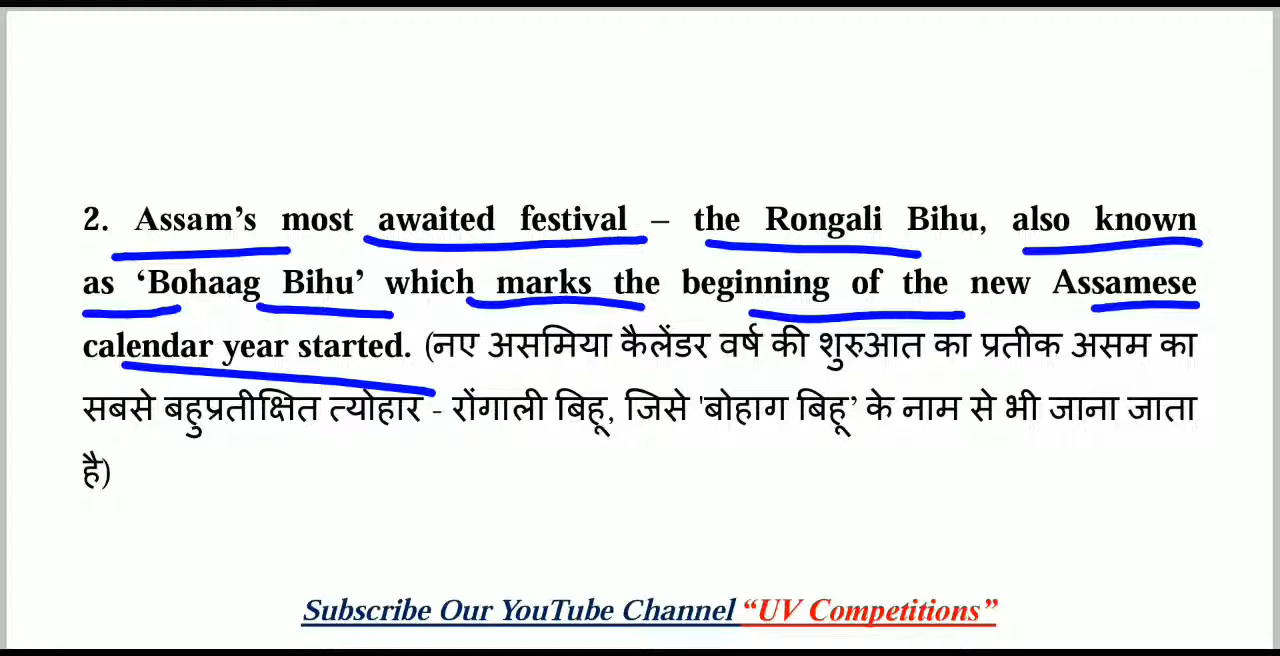 2. Assam’s most awaited festival – the Rongali Bihu, also known
as ‘Bohaag Bihu’ which marks the beginning of the new Assamese
calendar year started. (नए असमिया कैलेंडर वर्ष की शुरुआत का प्रतीक असम का
सबसे बहुप्रतीक्षित त्योहार - रोंगाली बिहू, जिसे 'बोहाग बिहू’ के नाम से भी जाना जाता
है)
Subscribe Our YouTube Channel “UV Competitions”